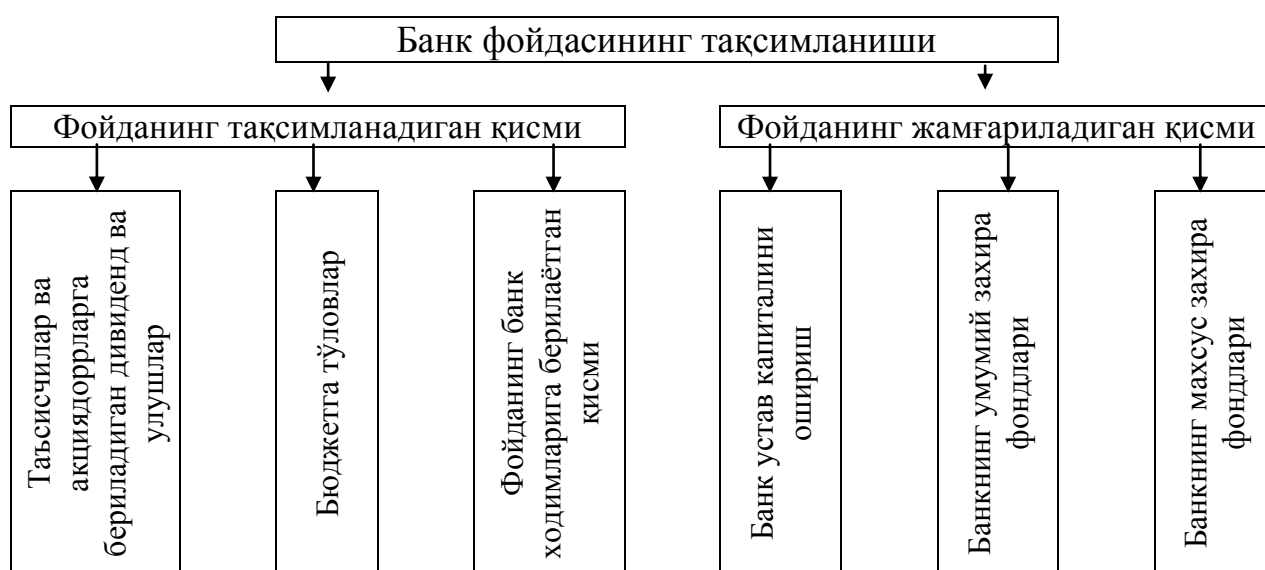 Банк фойдасининг тақсимланиши
Фойданинг тақсимланадиган қисми
Фойданинг жамғариладиган қисми
Таъсисчилар ва
акциядоррларга
бериладиган дивиденд ва
улушлар
Бюджетга тўловлар
Фойданинг банк
ходимларига берилаётган
қисми
Банк устав капиталини
ошириш
Банкнинг умумий захира
фондлари
Банкнинг махсус захира
фондлари